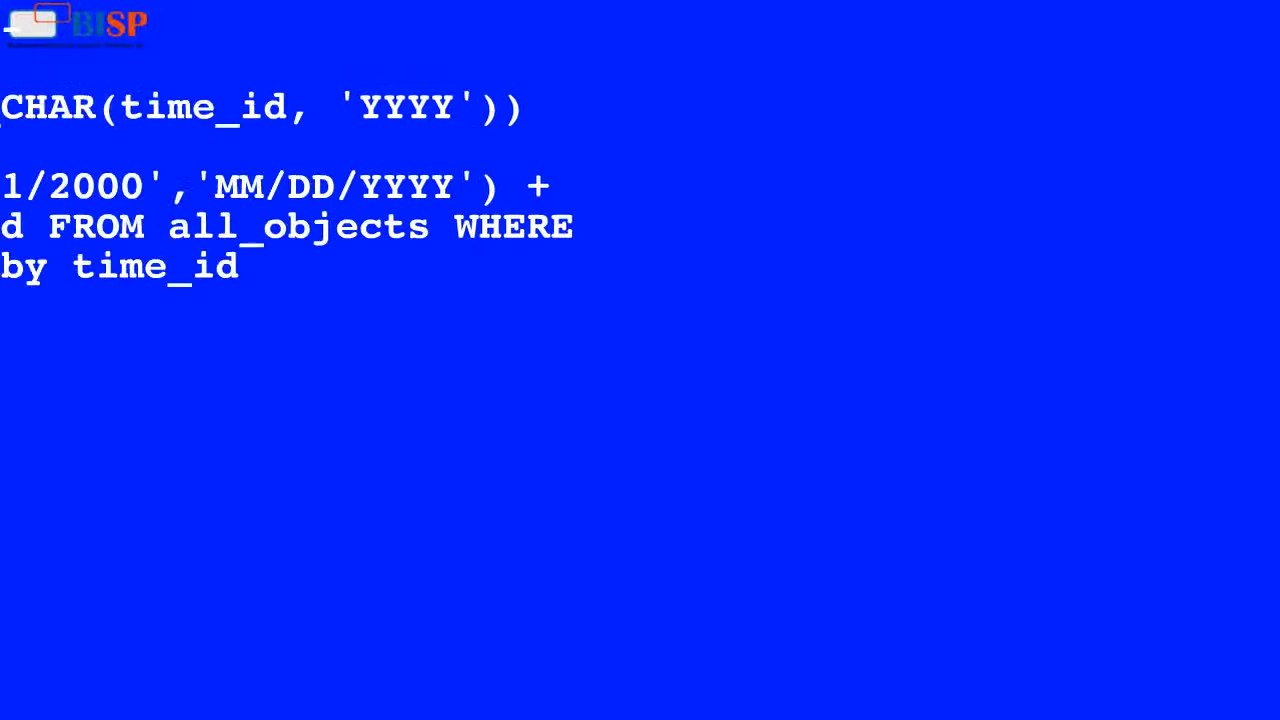 BISP
CHAR(time_id, 'YYYY'))
1/2000','MM/DD/YYYY') +
d FROM all_objects WHERE
by time_id